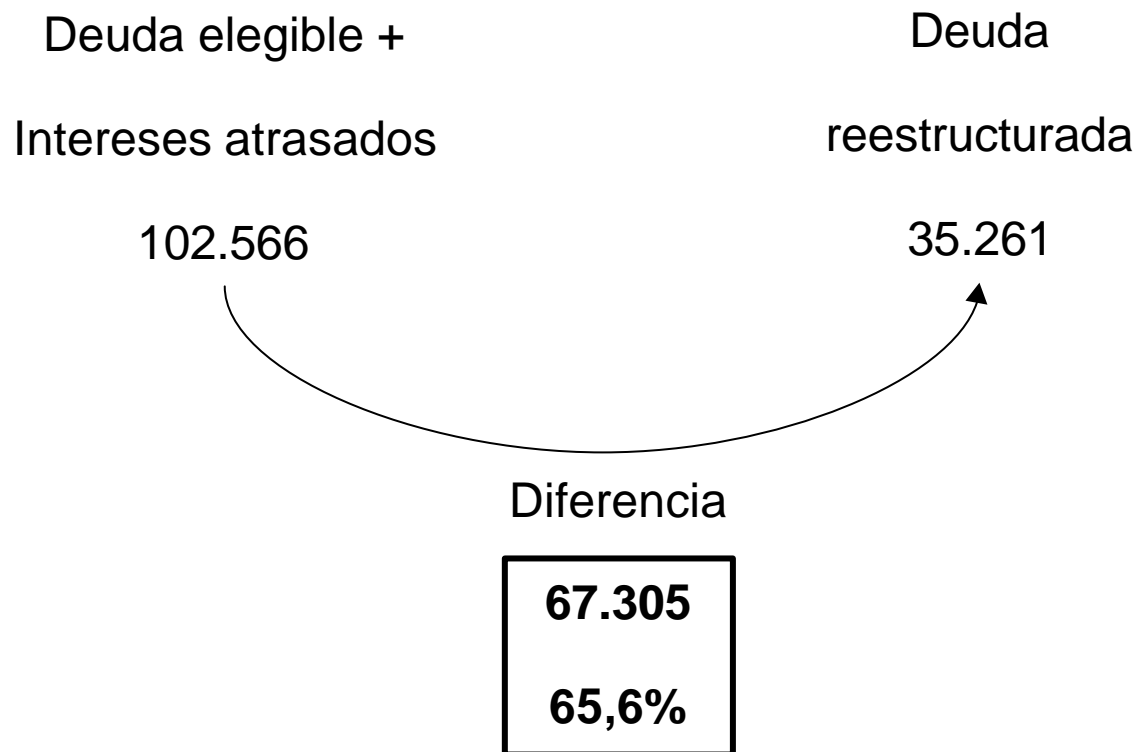 Deuda elegible +
Intereses atrasados
102.566
Deuda
reestructurada
35.261
Diferencia
67.305
65,6%